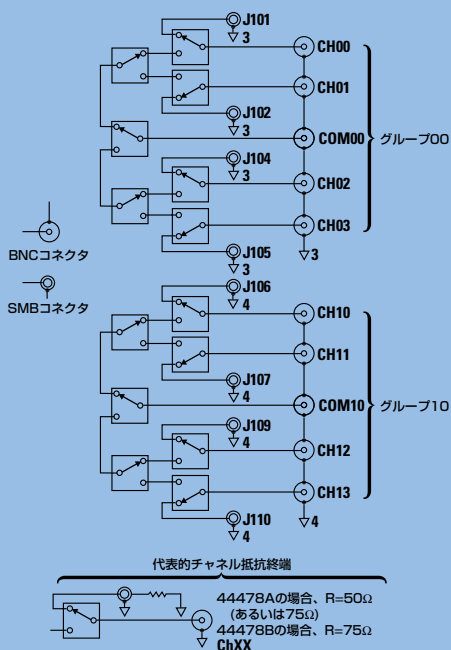 J101
3
CH00
CH01
J102
3
COM00
グループ00
J104
3
CH02
CH03
J105
3
3
BNCコネクタ
SMBコネクタ
J106
4
CH10
CH11
J107
4
COM10
グループ10
J109
4
CH12
CH13
J110
4
4
代表的チャネル抵抗終端
44478Aの場合、R=50Ω
(あるいは75Ω)
44478Bの場合、R=75Ω
ChXX